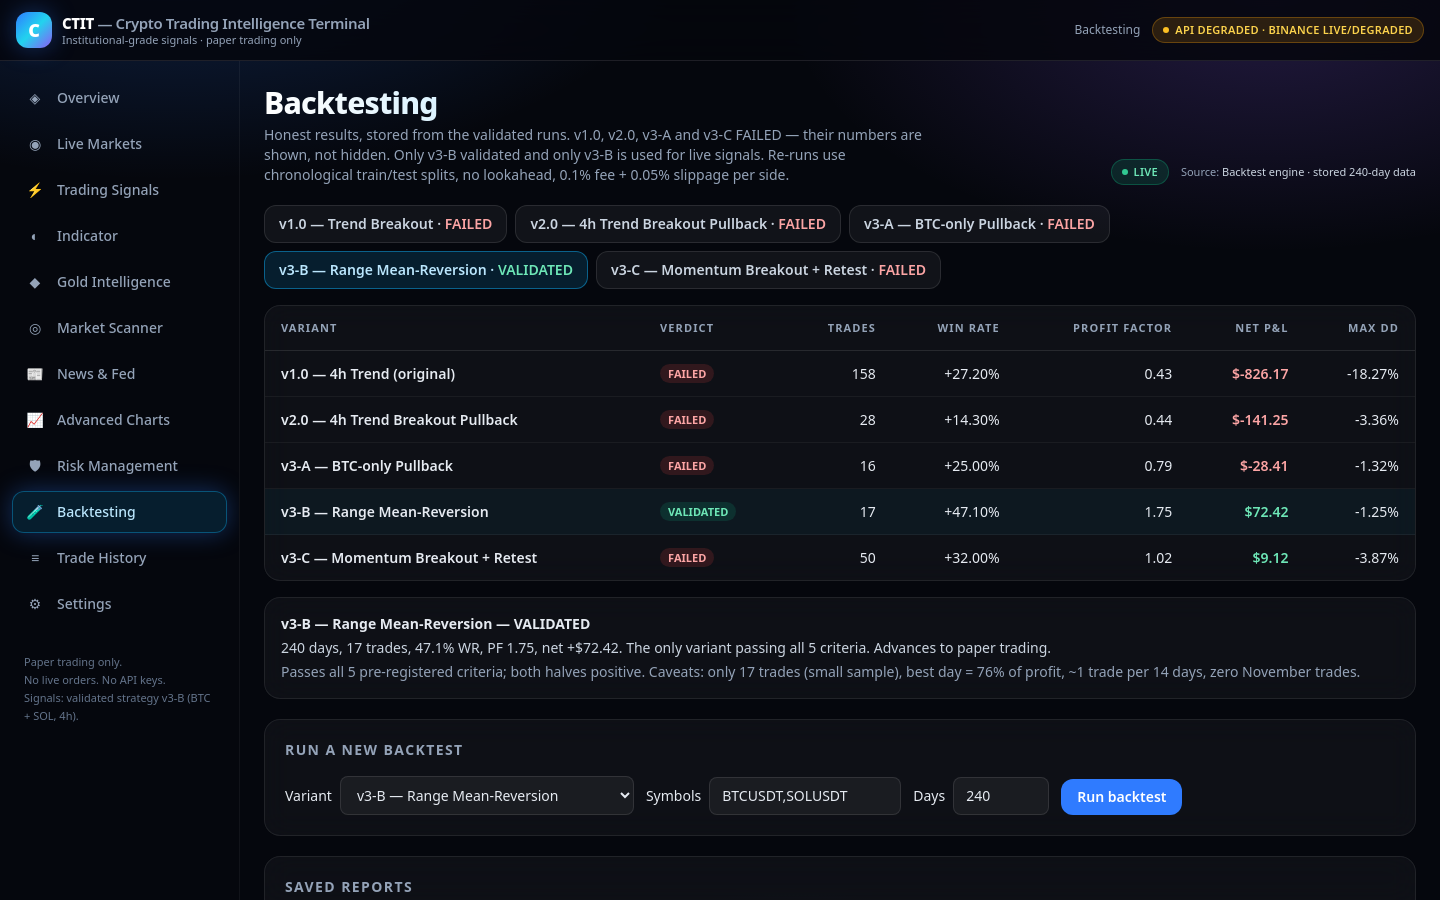 C
CTIT — Crypto Trading Intelligence Terminal
Institutional-grade signals · paper trading only
Backtesting
API DEGRADED · BINANCE LIVE/DEGRADED
Overview
Live Markets
Trading Signals
Indicator
Gold Intelligence
Market Scanner
News & Fed
Advanced Charts
Risk Management
Backtesting
Trade History
Settings
Paper trading only.
No live orders. No API keys.
Signals: validated strategy v3-B (BTC
+ SOL, 4h).
Backtesting
Honest results, stored from the validated runs. v1.0, v2.0, v3-A and v3-C FAILED — their numbers are
shown, not hidden. Only v3-B validated and only v3-B is used for live signals. Re-runs use
chronological train/test splits, no lookahead, 0.1% fee + 0.05% slippage per side.
LIVE
Source: Backtest engine · stored 240-day data
v1.0 — Trend Breakout · FAILED
v2.0 — 4h Trend Breakout Pullback · FAILED
v3-A — BTC-only Pullback · FAILED
v3-B — Range Mean-Reversion · VALIDATED
v3-C — Momentum Breakout + Retest · FAILED
VARIANT VERDICT TRADES WIN RATE PROFIT FACTOR NET P&L MAX DD
v1.0 — 4h Trend (original) FAILED 158 +27.20% 0.43 $-826.17 -18.27%
v2.0 — 4h Trend Breakout Pullback FAILED 28 +14.30% 0.44 $-141.25 -3.36%
v3-A — BTC-only Pullback FAILED 16 +25.00% 0.79 $-28.41 -1.32%
v3-B — Range Mean-Reversion VALIDATED 17 +47.10% 1.75 $72.42 -1.25%
v3-C — Momentum Breakout + Retest FAILED 50 +32.00% 1.02 $9.12 -3.87%
v3-B — Range Mean-Reversion — VALIDATED
240 days, 17 trades, 47.1% WR, PF 1.75, net +$72.42. The only variant passing all 5 criteria. Advances to paper trading.
Passes all 5 pre-registered criteria; both halves positive. Caveats: only 17 trades (small sample), best day = 76% of profit, ~1 trade per 14 days, zero November trades.
RUN A NEW BACKTEST
Variant v3-B — Range Mean-Reversion Symbols BTCUSDT,SOLUSDT Days 240 Run backtest
SAVED REPORTS